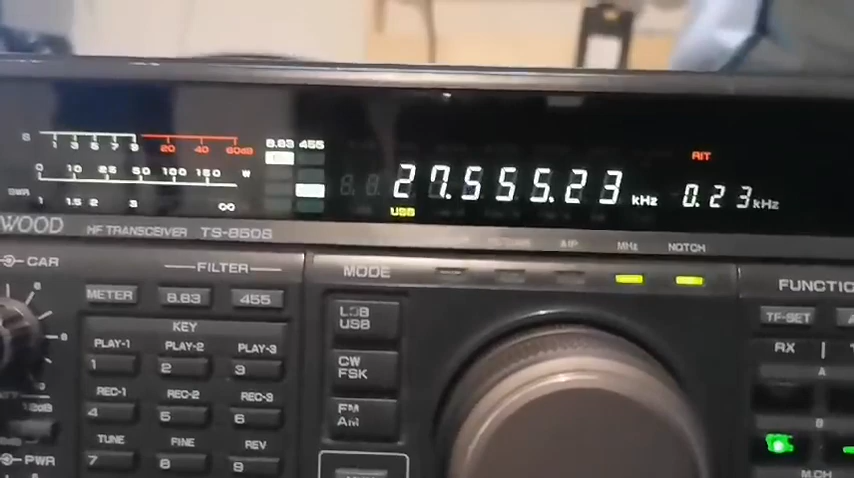 S 1 3 5 7 9 20 40 60dB
8.83 455
0 10 25 50 100 150 W
SWR 1 1.5 2 3 ∞
RIT
27.555.23 kHz 0.23 kHz
USB
WOOD HF TRANSCEIVER TS-850S
AIP MHz NOTCH
CAR
FILTER
MODE
FUNCTIO
METER 8.83 455
LSB
USB
TF-SET
KEY
RX
PLAY-1 PLAY-2 PLAY-3
1 2 3
CW
FSK
A
REC-1 REC-2 REC-3
4 5 6
FM
AM
B
TUNE FINE REV
7 8 9
PWR
M.CH